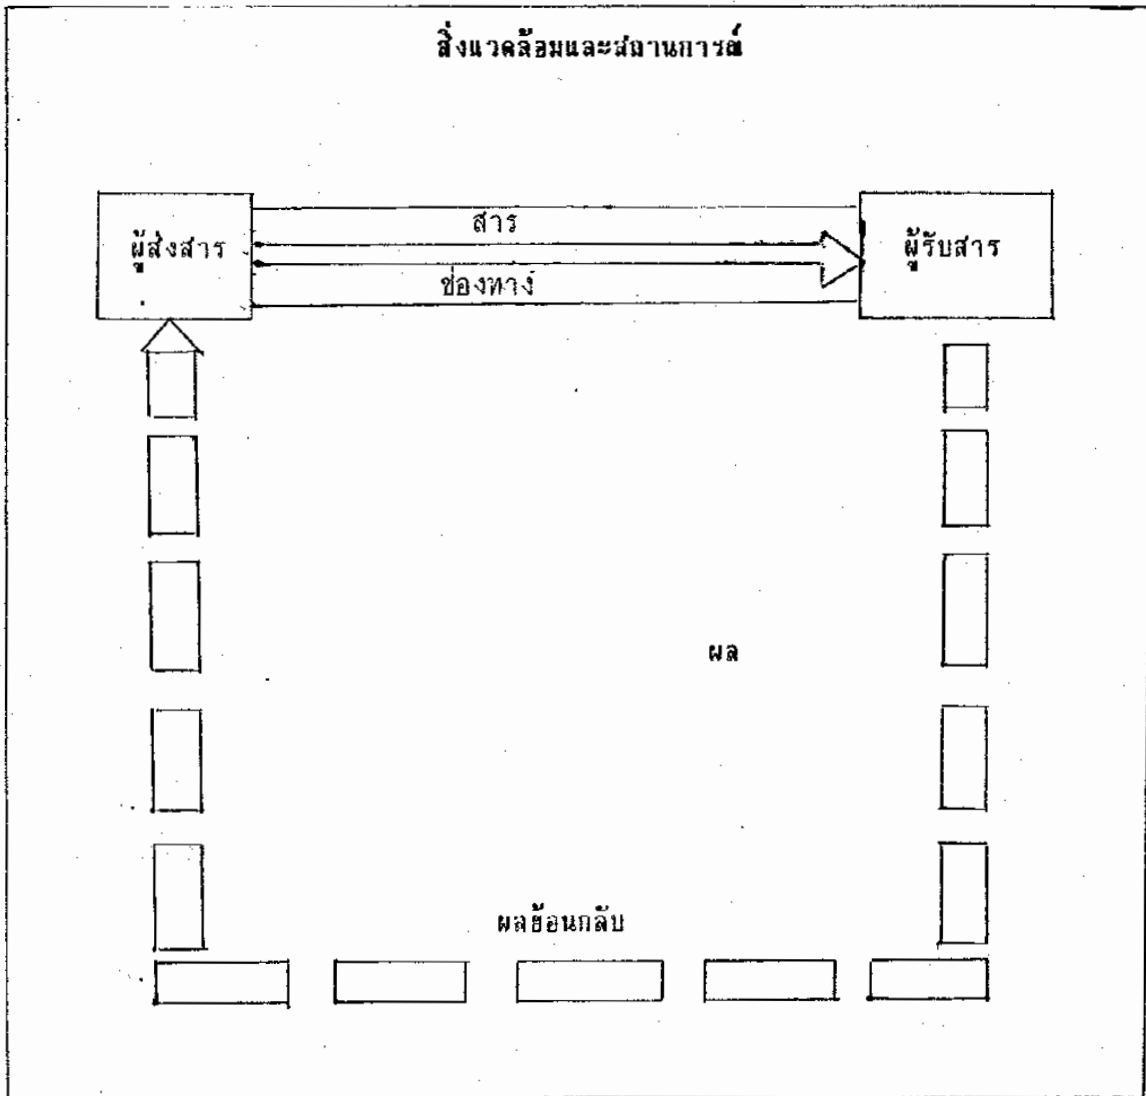 สิ่งแวดล้อมและสถานการณ์
สาร
ผู้ส่งสาร
ผู้รับสาร
ช่องทาง
ผล
ผลย้อนกลับ